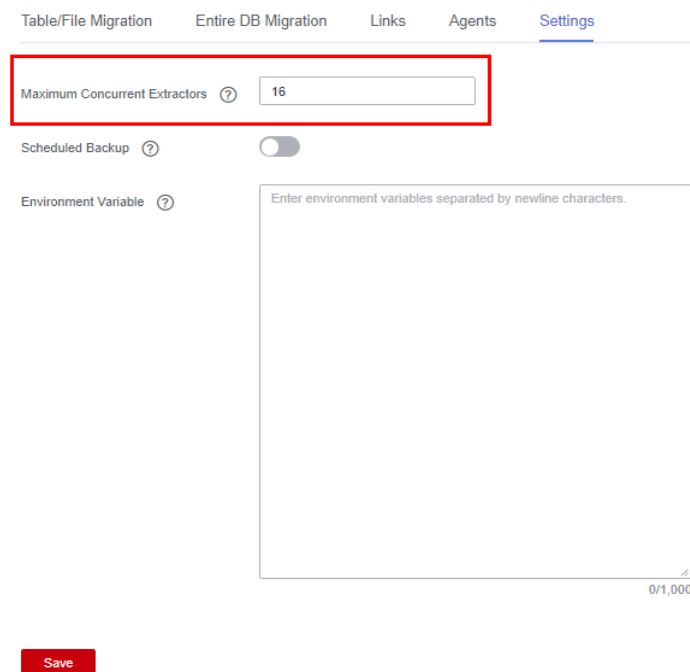 Table/File Migration Entire DB Migration Links Agents Settings
Maximum Concurrent Extractors ? 16
Scheduled Backup ?
Environment Variable ? Enter environment variables separated by newline characters.
0/1,000
Save